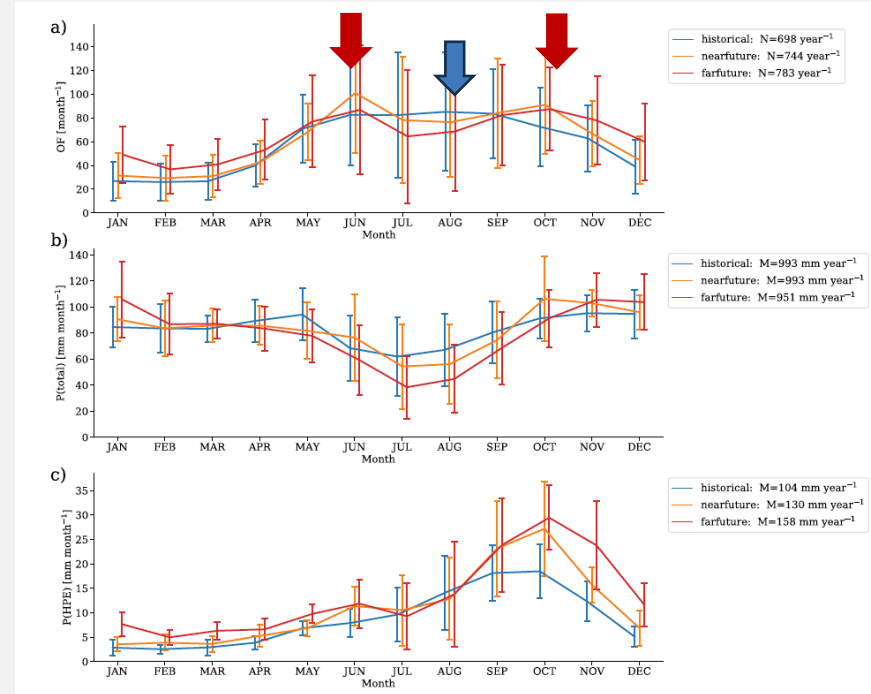 a)
historical: N=698 year⁻¹
nearfuture: N=744 year⁻¹
farfuture: N=783 year⁻¹
OF [month⁻¹]
140
120
100
80
60
40
20
0
JAN FEB MAR APR MAY JUN JUL AUG SEP OCT NOV DEC
Month
b)
historical: M=993 mm year⁻¹
nearfuture: M=993 mm year⁻¹
farfuture: M=951 mm year⁻¹
P(total) [mm month⁻¹]
140
120
100
80
60
40
20
0
JAN FEB MAR APR MAY JUN JUL AUG SEP OCT NOV DEC
Month
c)
historical: M=104 mm year⁻¹
nearfuture: M=130 mm year⁻¹
farfuture: M=158 mm year⁻¹
P(HPE) [mm month⁻¹]
35
30
25
20
15
10
5
0
JAN FEB MAR APR MAY JUN JUL AUG SEP OCT NOV DEC
Month